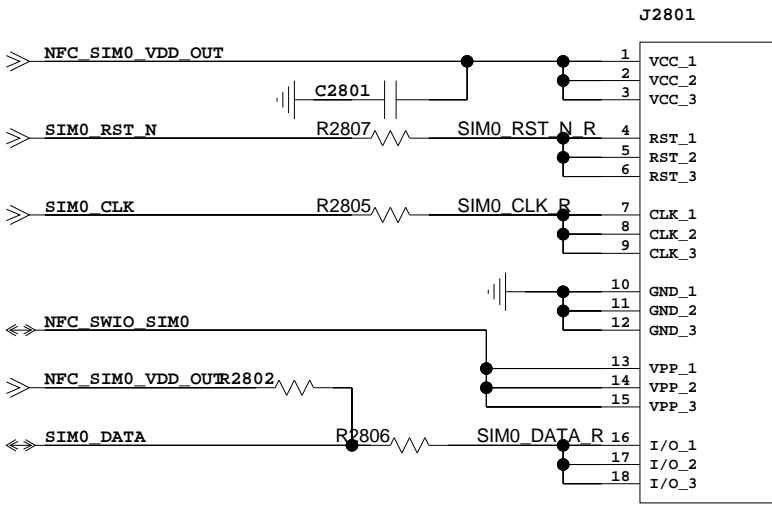 J2801
NFC_SIM0_VDD_OUT 1 VCC_1
2 VCC_2
C2801 3 VCC_3
SIM0_RST_N R2807 SIM0_RST_N_R 4 RST_1
5 RST_2
6 RST_3
SIM0_CLK R2805 SIM0_CLK_R 7 CLK_1
8 CLK_2
9 CLK_3
10 GND_1
11 GND_2
NFC_SWIO_SIM0 12 GND_3
13 VPP_1
NFC_SIM0_VDD_OUT R2802 14 VPP_2
15 VPP_3
SIM0_DATA R2806 SIM0_DATA_R 16 I/O_1
17 I/O_2
18 I/O_3